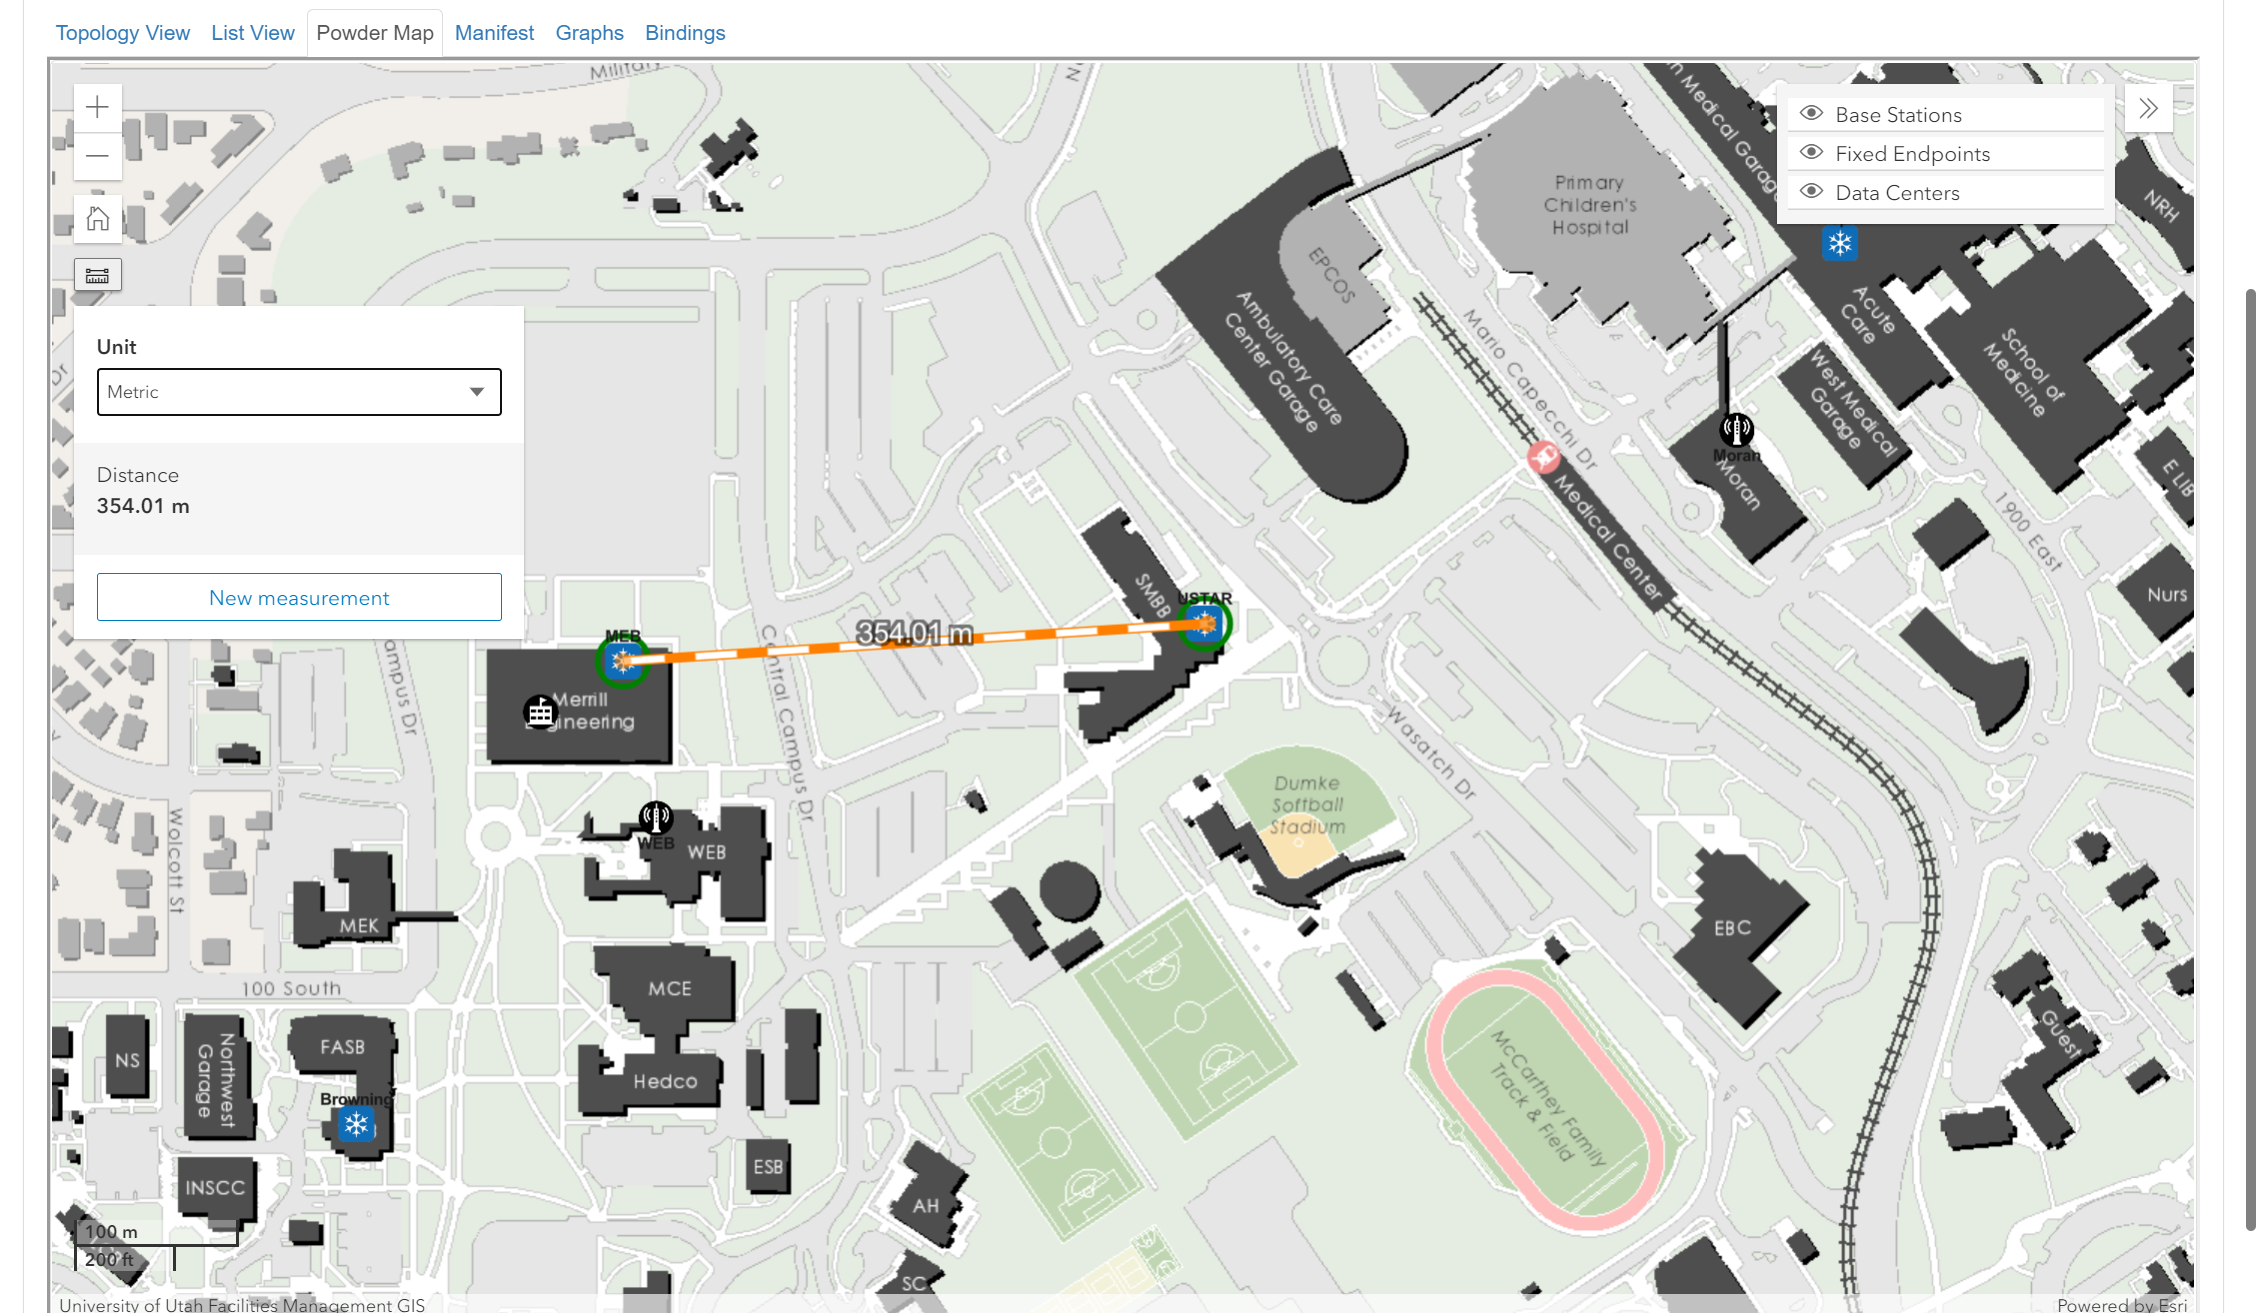 Topology View List View Powder Map Manifest Graphs Bindings
Military
Base Stations
Fixed Endpoints
Data Centers
Unit
Metric
Distance
354.01 m
New measurement
Primary
Children's
Hospital
EPCOS
Ambulatory Care
Center Garage
Mario Capecchi Dr
Medical Center
Acute
Care
School of
Medicine
West Medical
Garage
NRH
E LIB
Moran
Moran
1900 East
Nurs
SMBB
USTAR
MEB
354.01 m
Merrill
Engineering
Central Campus Dr
Wasatch Dr
Dumke
Softball
Stadium
WEB
WEB
Wolcott St
MEK
MCE
EBC
100 South
NS
Northwest
Garage
FASB
Hedco
Browning
Guest
McCarthey Family
Track & Field
ESB
INSCC
AH
SC
100 m
200 ft
University of Utah Facilities Management GIS
Powered by Esri